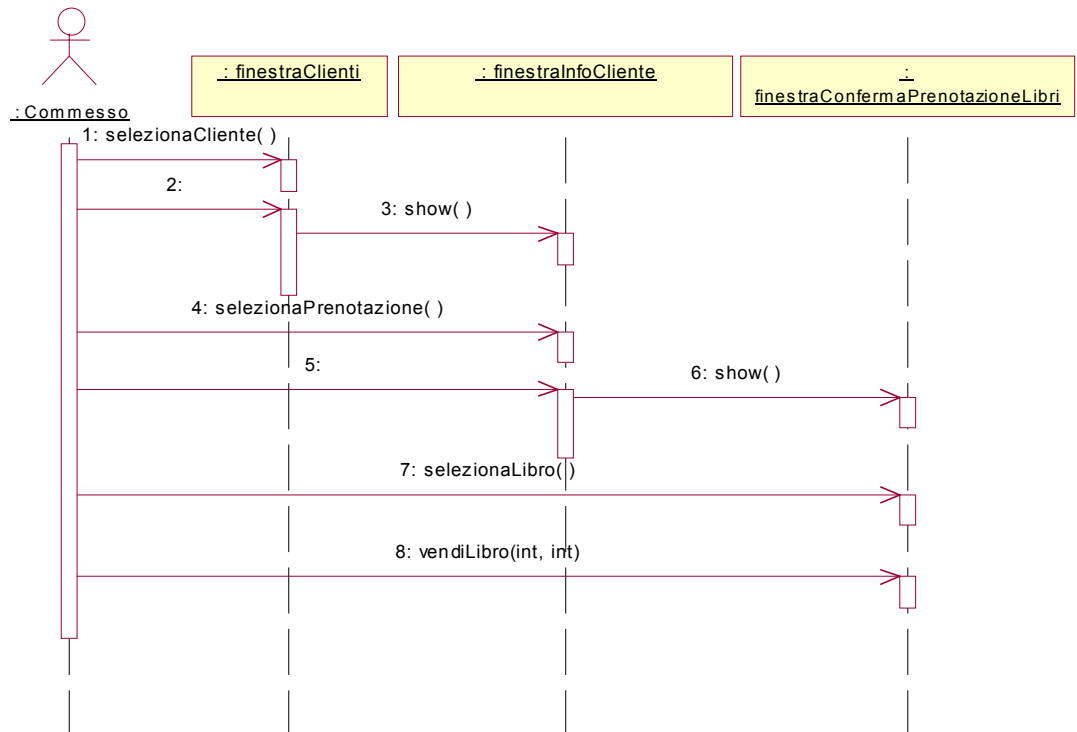 : finestraClienti
: finestraInfoCliente
:
finestraConfermaPrenotazioneLibri
: Commesso
1: selezionaCliente( )
2:
3: show( )
4: selezionaPrenotazione( )
5:
6: show( )
7: selezionaLibro( )
8: vendiLibro(int, int)